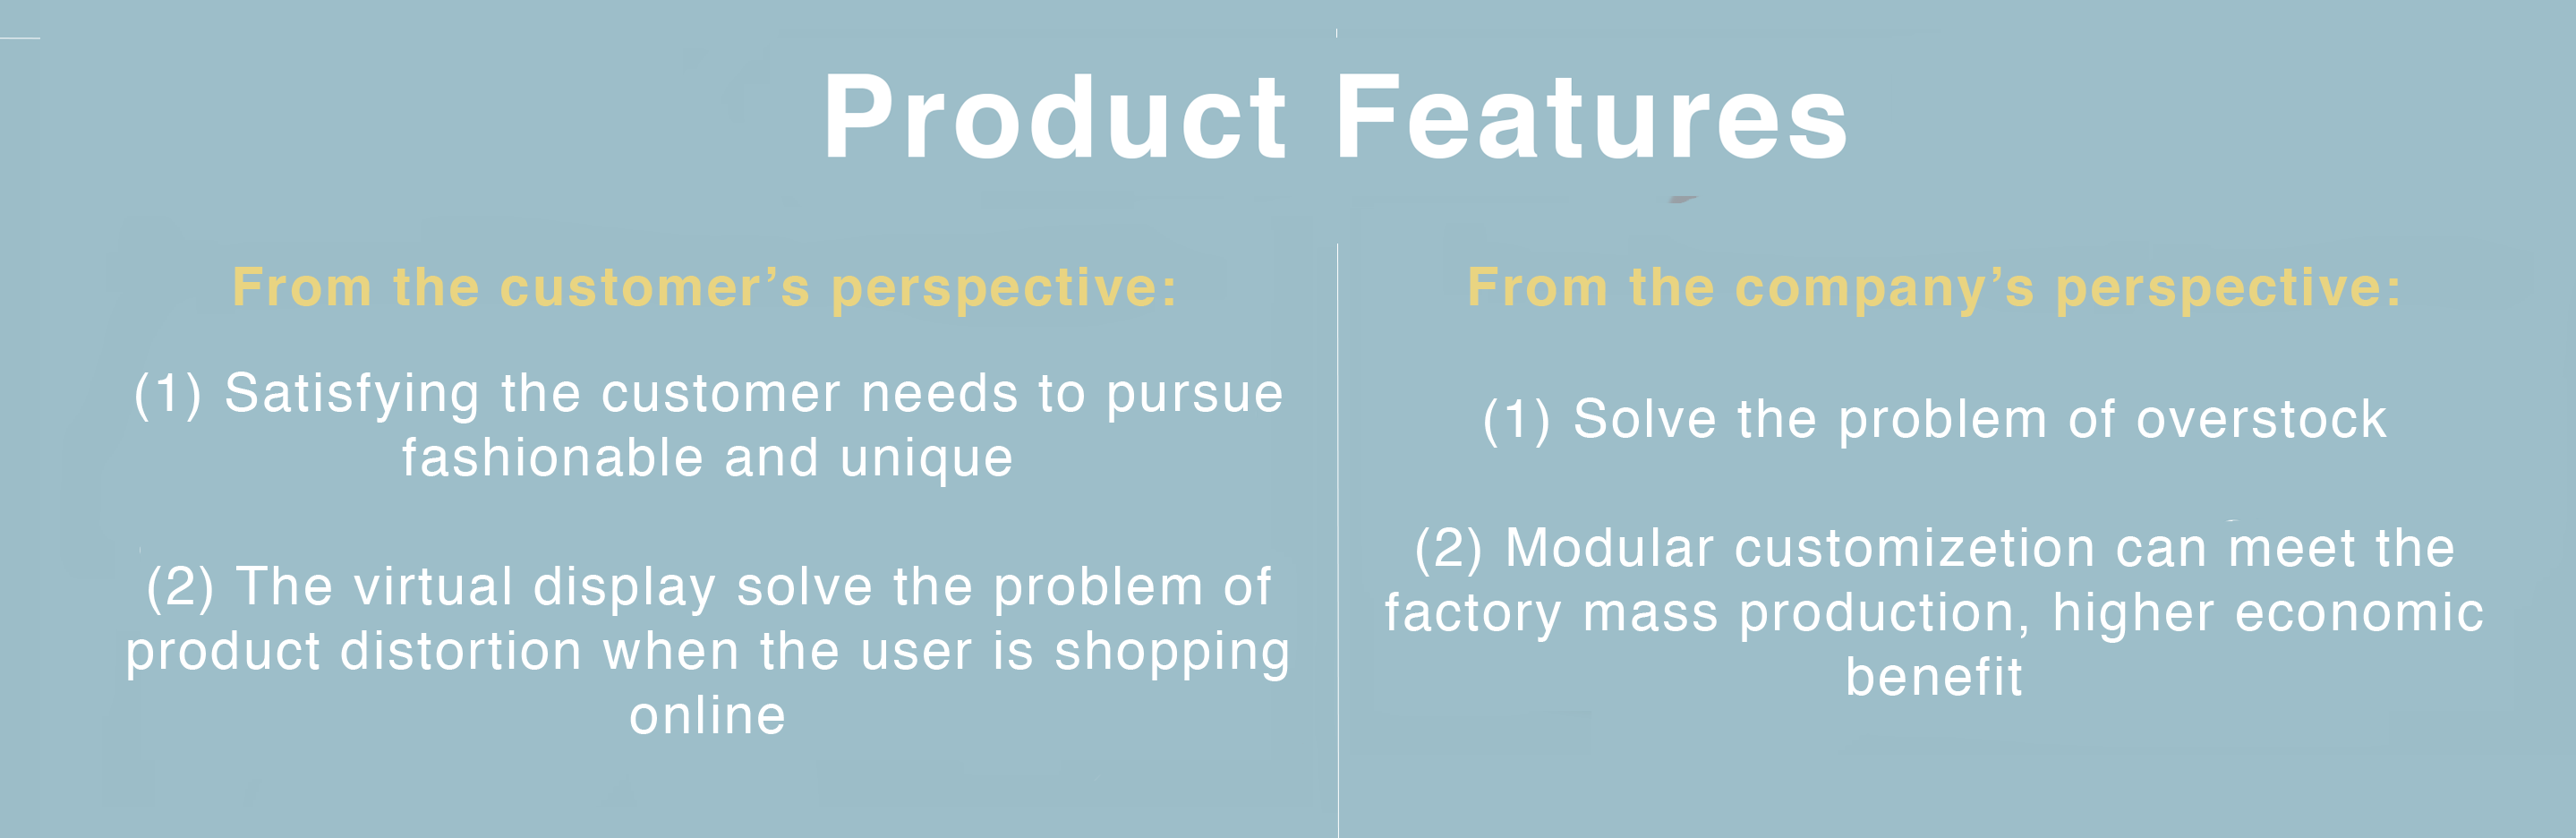 Product Features
From the customer’s perspective:
(1) Satisfying the customer needs to pursue
fashionable and unique
(2) The virtual display solve the problem of
product distortion when the user is shopping
online
From the company’s perspective:
(1) Solve the problem of overstock
(2) Modular customizetion can meet the
factory mass production, higher economic
benefit